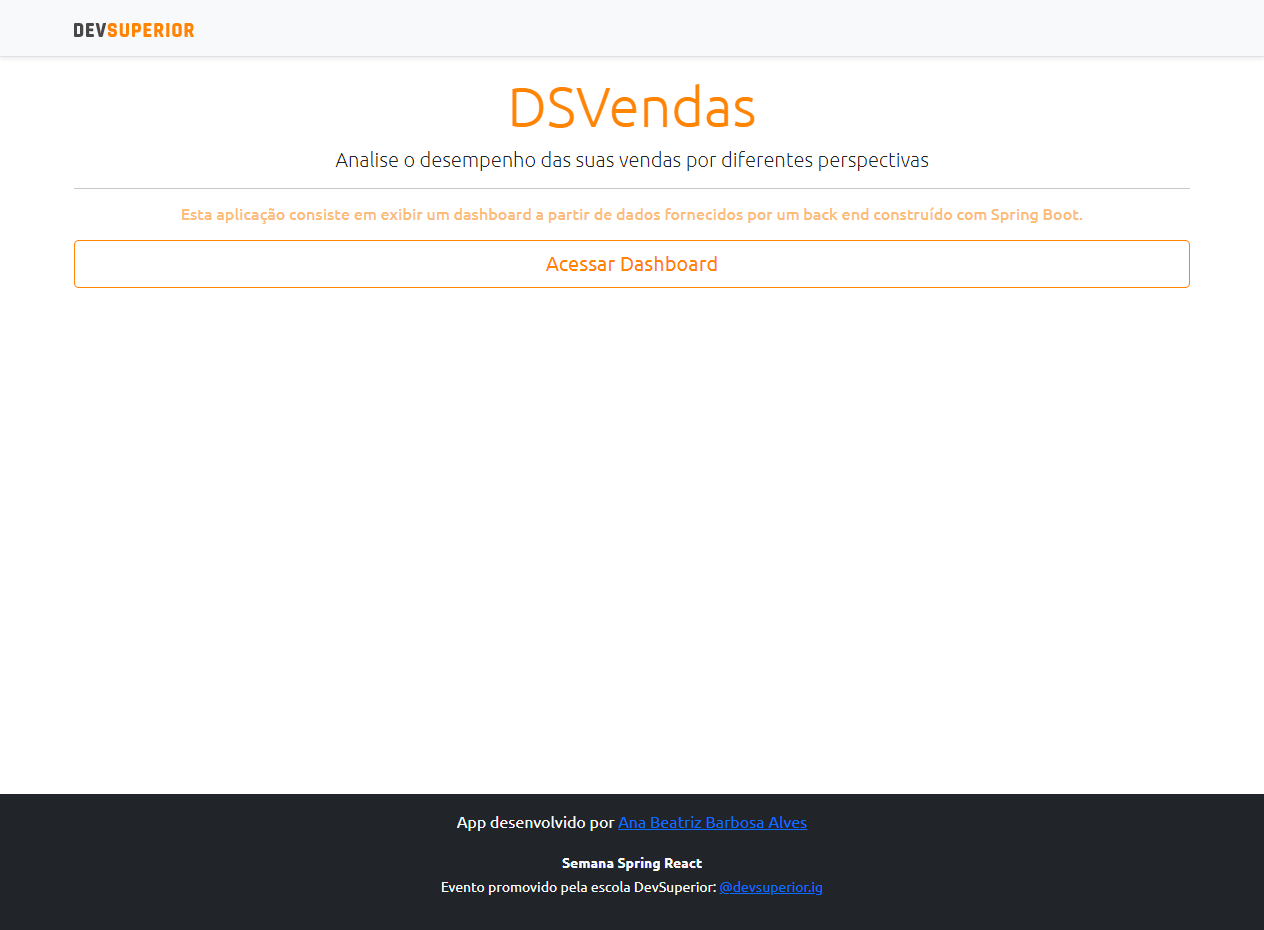 DEVSUPERIOR
DSVendas
Analise o desempenho das suas vendas por diferentes perspectivas
Esta aplicação consiste em exibir um dashboard a partir de dados fornecidos por um back end construído com Spring Boot.
Acessar Dashboard
App desenvolvido por Ana Beatriz Barbosa Alves
Semana Spring React
Evento promovido pela escola DevSuperior: @devsuperior.ig